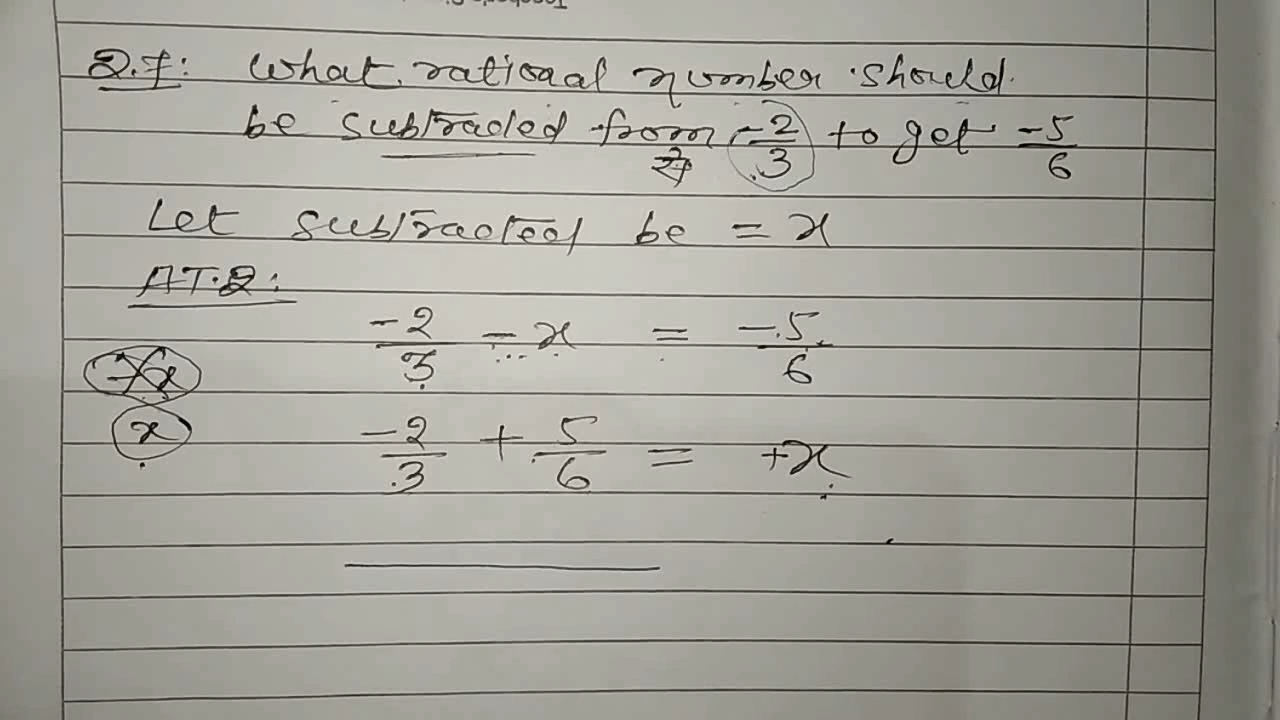 Q.7: What rational number should
be subtracted from -2/3 to get -5/6
Let subtracted be = x
A.T.Q:
-2/3 - x = -5/6
x
-2/3 + 5/6 = +x